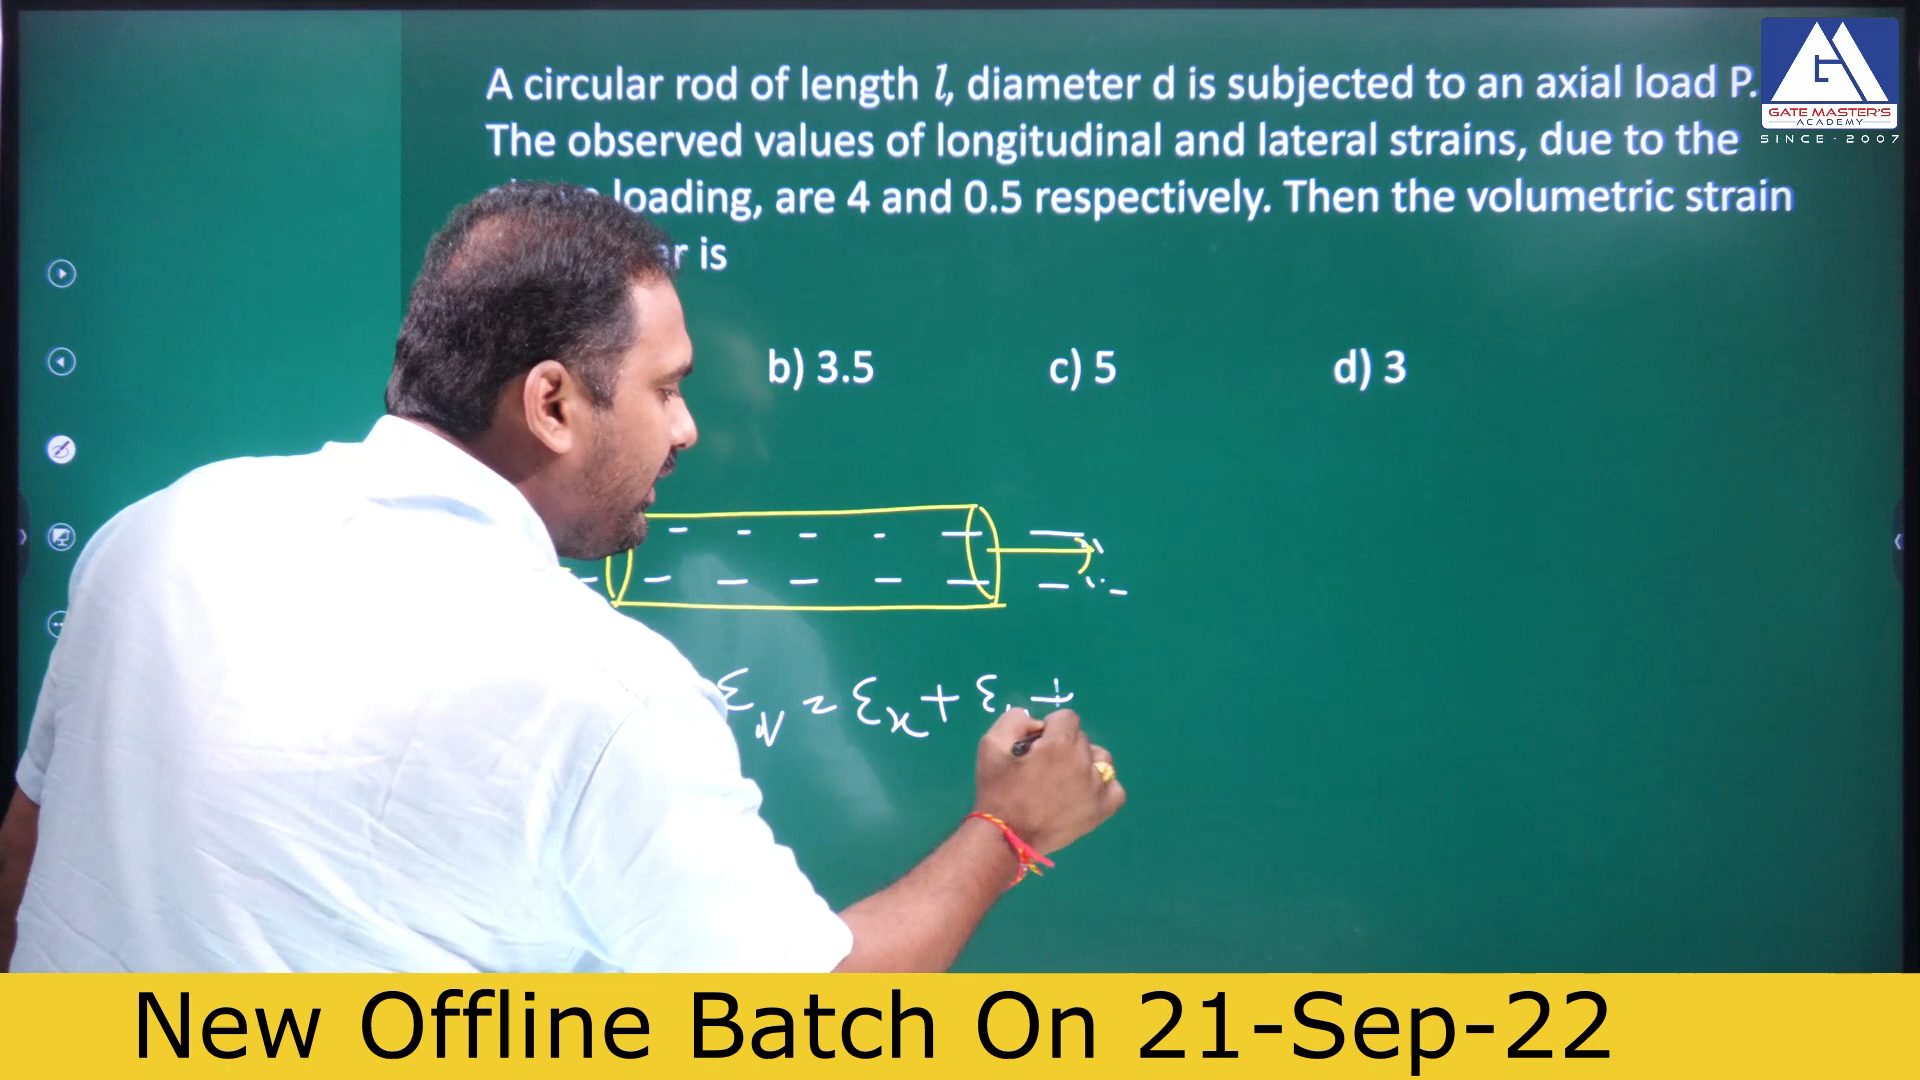 A circular rod of length l, diameter d is subjected to an axial load P.
The observed values of longitudinal and lateral strains, due to the
loading, are 4 and 0.5 respectively. Then the volumetric strain
is
b) 3.5 c) 5 d) 3
GATE MASTER'S
ACADEMY
SINCE - 2007
ε_v = ε_x + ε +
New Offline Batch On 21-Sep-22